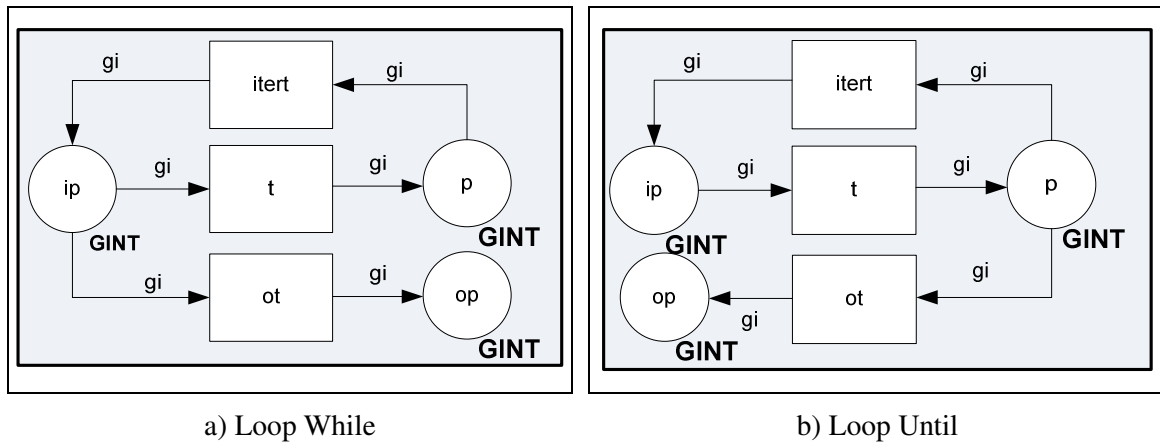 gi
itert
gi
ip
gi
t
gi
p
GINT
GINT
gi
ot
gi
op
GINT
a) Loop While
gi
itert
gi
ip
gi
t
gi
p
GINT
GINT
op
gi
ot
gi
GINT
b) Loop Until